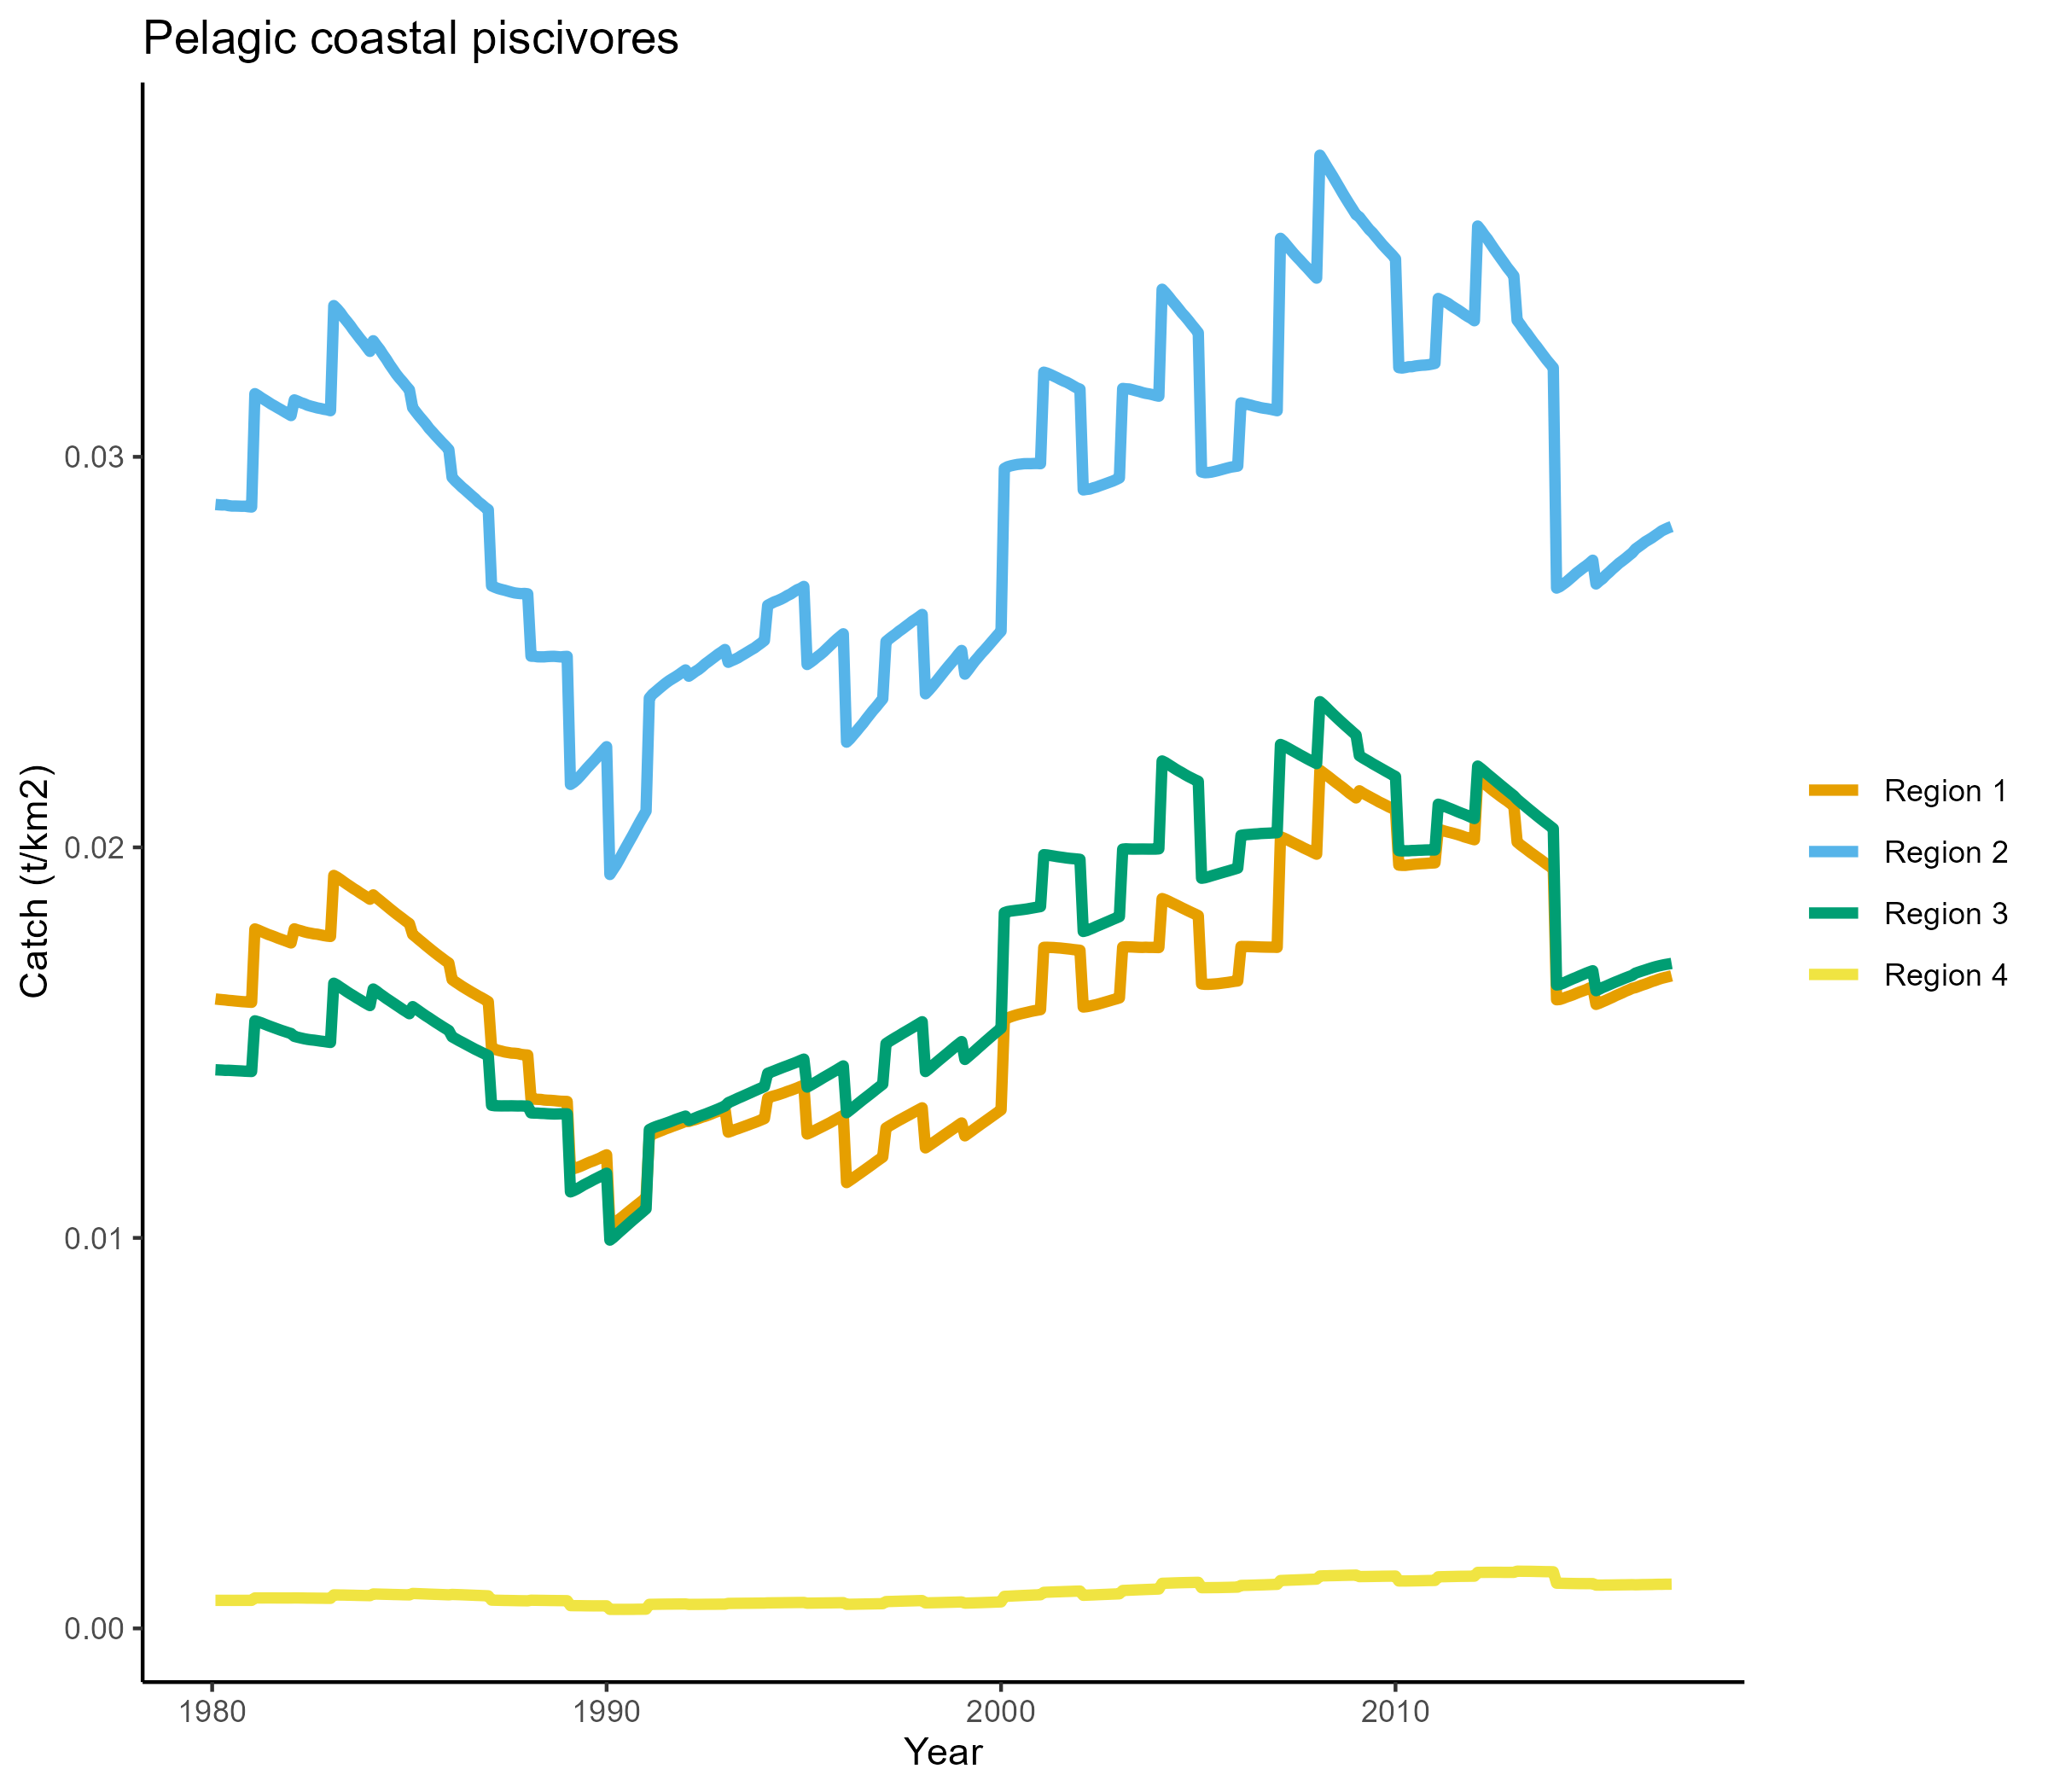 Pelagic coastal piscivores
Catch (t/km2)
0.03
0.02
0.01
0.00
1980
1990
2000
2010
Year
Region 1
Region 2
Region 3
Region 4